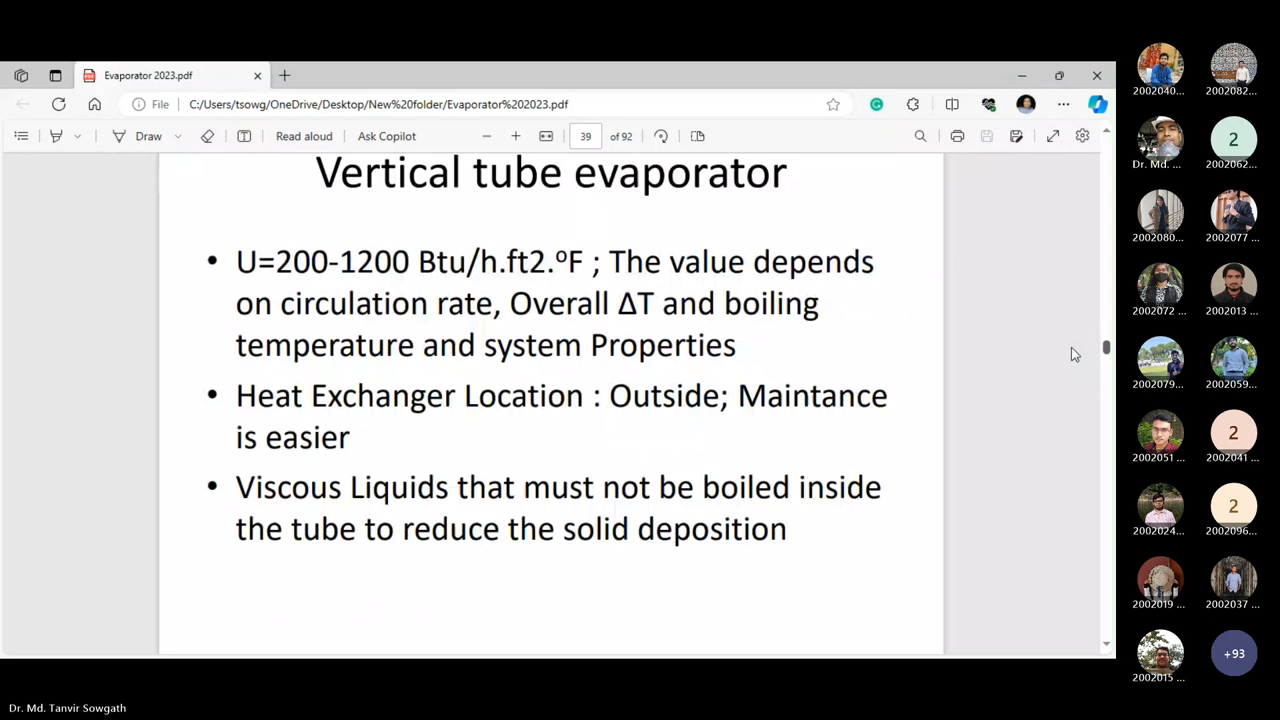 Evaporator 2023.pdf
File
C:/Users/tsowg/OneDrive/Desktop/New%20folder/Evaporator%202023.pdf
Draw
Read aloud
Ask Copilot
39
of 92
Vertical tube evaporator
• U=200-1200 Btu/h.ft2.ºF ; The value depends
on circulation rate, Overall ΔT and boiling
temperature and system Properties
• Heat Exchanger Location : Outside; Maintance
is easier
• Viscous Liquids that must not be boiled inside
the tube to reduce the solid deposition
2002040...
2002082...
Dr. Md. ...
2
2002062...
2002080...
2002077 ...
2002072 ...
2002013 ...
2002079...
2002059...
2002051 ...
2
2002041 ...
2002024...
2
2002096...
2002019 ...
2002037 ...
2002015 ...
+93
Dr. Md. Tanvir Sowgath